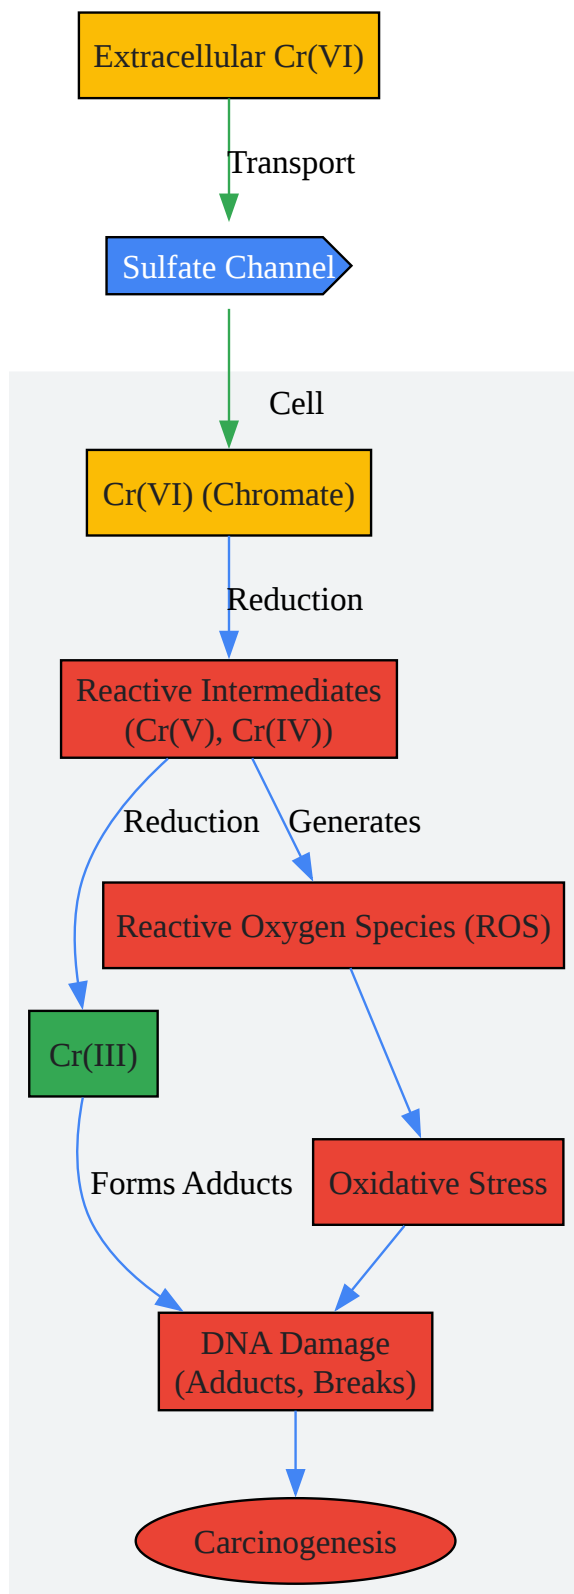 Extracellular Cr(VI)
Transport
Sulfate Channel
Cell
Cr(VI) (Chromate)
Reduction
Reactive Intermediates
(Cr(V), Cr(IV))
Reduction
Generates
Reactive Oxygen Species (ROS)
Cr(III)
Forms Adducts
Oxidative Stress
DNA Damage
(Adducts, Breaks)
Carcinogenesis